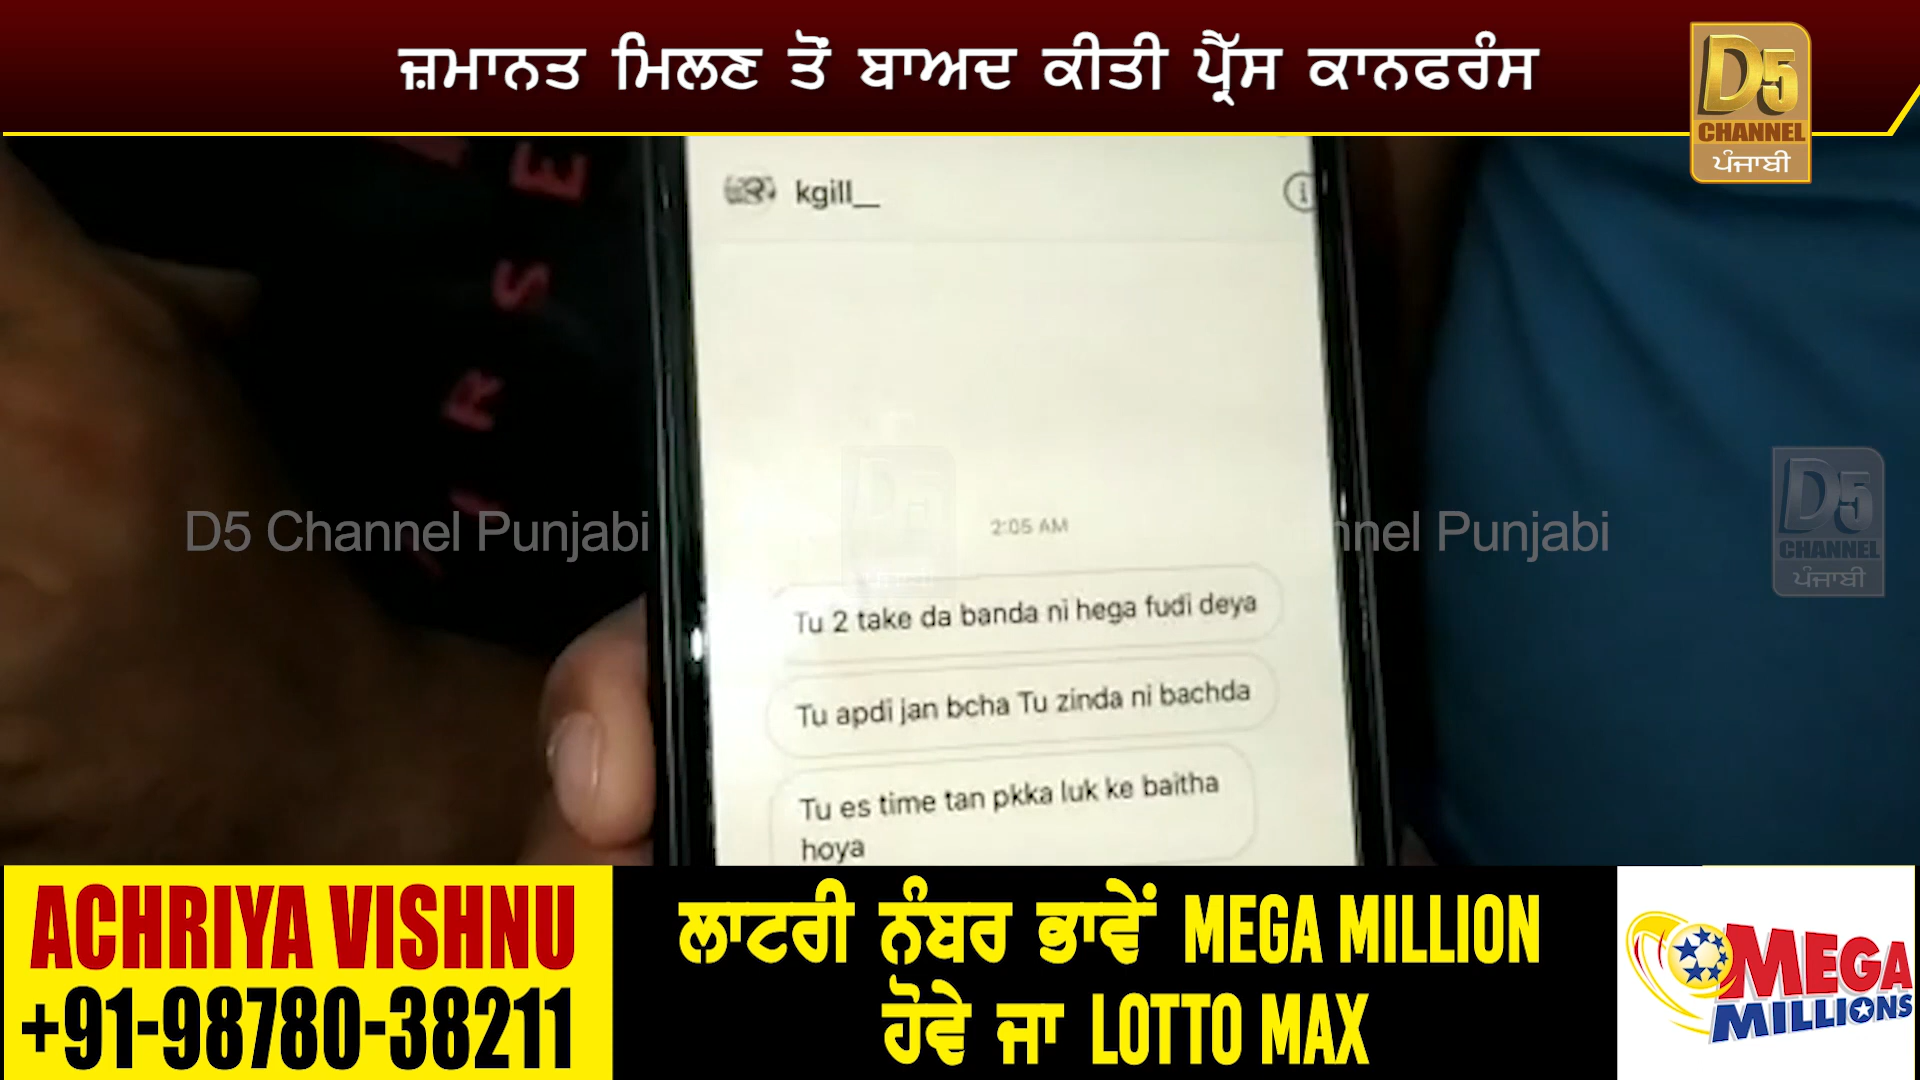 ਜ਼ਮਾਨਤ ਮਿਲਣ ਤੋਂ ਬਾਅਦ ਕੀਤੀ ਪ੍ਰੈੱਸ ਕਾਨਫਰੰਸ
D5
CHANNEL
ਪੰਜਾਬੀ
kgill__
2:05 AM
Tu 2 take da banda ni hega fudi deya
Tu apdi jan bcha Tu zinda ni bachda
Tu es time tan pkka luk ke baitha
hoya
D5 Channel Punjabi
nnel Punjabi
D5
CHANNEL
ਪੰਜਾਬੀ
ACHRIYA VISHNU
+91-98780-38211
ਲਾਟਰੀ ਨੰਬਰ ਭਾਵੇਂ MEGA MILLION
ਹੋਵੇ ਜਾ LOTTO MAX
MEGA
MILLIONS